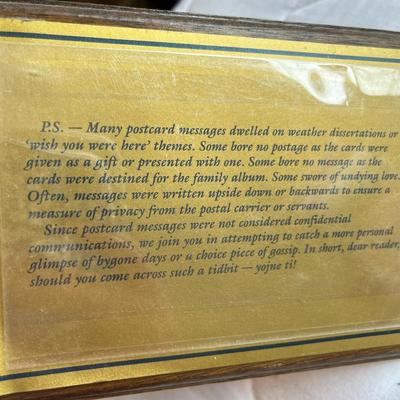 P.S. — Many postcard messages dwelled on weather dissertations or
'wish you were here' themes. Some bore no postage as the cards were
given as a gift or presented with one. Some bore no message as the
cards were destined for the family album. Some swore of undying love.
Often, messages were written upside down or backwards to ensure a
measure of privacy from the postal carrier or servants.
Since postcard messages were not considered confidential
communications, we join you in attempting to catch a more personal
glimpse of bygone days or a choice piece of gossip. In short, dear reader,
should you come across such a tidbit — yojne ti!